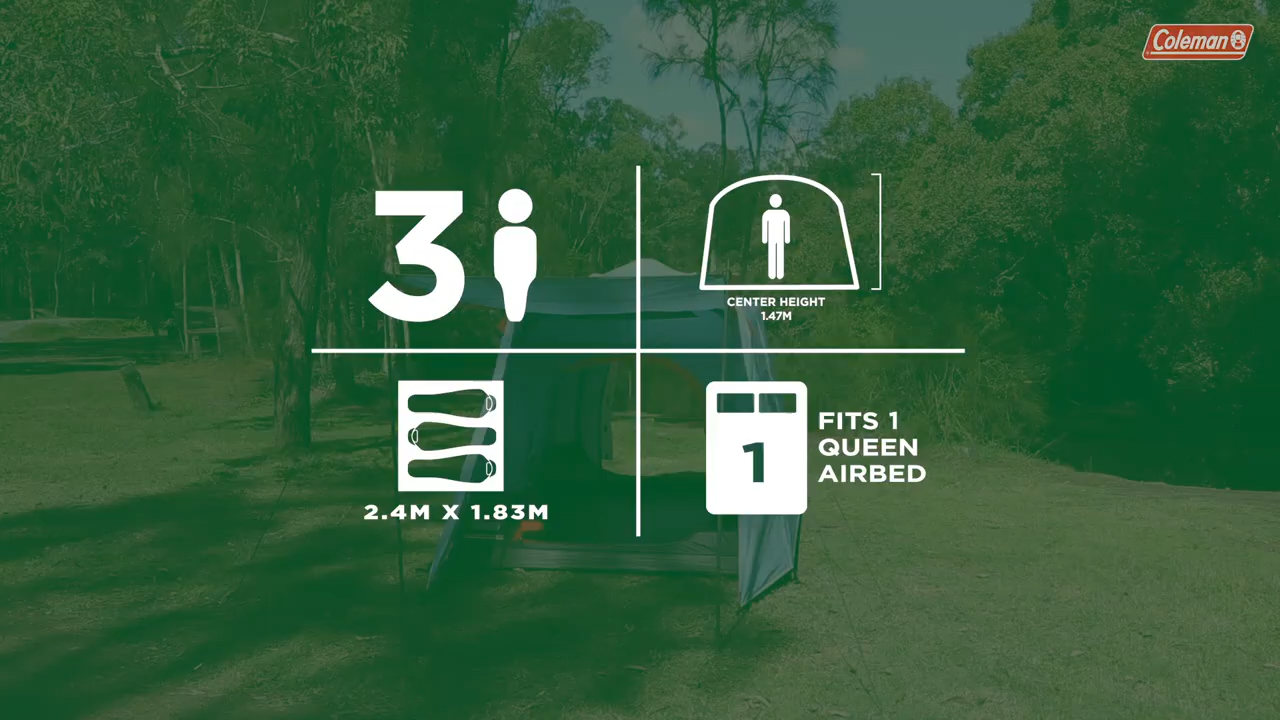 Coleman
3
CENTER HEIGHT
1.47M
2.4M X 1.83M
1
FITS 1
QUEEN
AIRBED